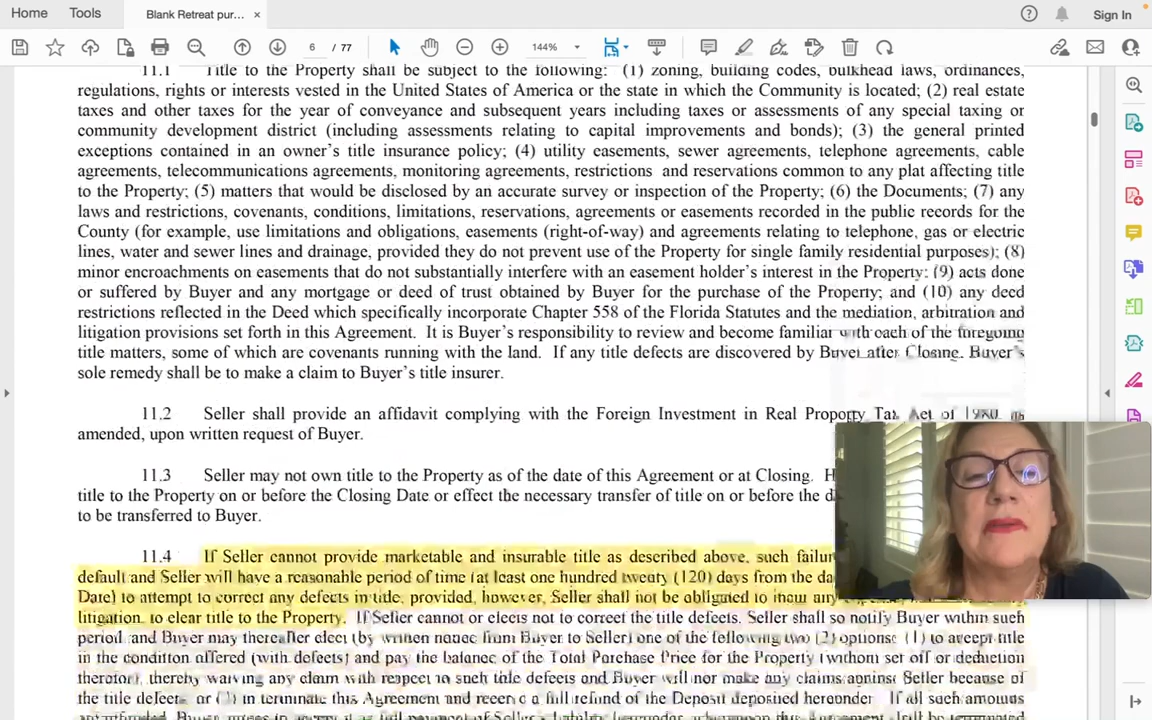 Home Tools Blank Retreat pur... × Sign In
6 / 77 144%
11.1 Title to the Property shall be subject to the following: (1) zoning, building codes, bulkhead laws, ordinances,
regulations, rights or interests vested in the United States of America or the state in which the Community is located; (2) real estate
taxes and other taxes for the year of conveyance and subsequent years including taxes or assessments of any special taxing or
community development district (including assessments relating to capital improvements and bonds); (3) the general printed
exceptions contained in an owner's title insurance policy; (4) utility easements, sewer agreements, telephone agreements, cable
agreements, telecommunications agreements, monitoring agreements, restrictions and reservations common to any plat affecting title
to the Property; (5) matters that would be disclosed by an accurate survey or inspection of the Property; (6) the Documents; (7) any
laws and restrictions, covenants, conditions, limitations, reservations, agreements or easements recorded in the public records for the
County (for example, use limitations and obligations, easements (right-of-way) and agreements relating to telephone, gas or electric
lines, water and sewer lines and drainage, provided they do not prevent use of the Property for single family residential purposes); (8)
minor encroachments on easements that do not substantially interfere with an easement holder's interest in the Property; (9) acts done
or suffered by Buyer and any mortgage or deed of trust obtained by Buyer for the purchase of the Property; and (10) any deed
restrictions reflected in the Deed which specifically incorporate Chapter 558 of the Florida Statutes and the mediation, arbitration and
litigation provisions set forth in this Agreement. It is Buyer's responsibility to review and become familiar with each of the foregoing
title matters, some of which are covenants running with the land. If any title defects are discovered by Buyer after Closing, Buyer's
sole remedy shall be to make a claim to Buyer's title insurer.
11.2 Seller shall provide an affidavit complying with the Foreign Investment in Real Property Tax Act of 1980, as
amended, upon written request of Buyer.
11.3 Seller may not own title to the Property as of the date of this Agreement or at Closing.
title to the Property on or before the Closing Date or effect the necessary transfer of title on or before the
to be transferred to Buyer.
11.4 If Seller cannot provide marketable and insurable title as described above, such
default and Seller will have a reasonable period of time (at least one hundred twenty (120) days from the
Date) to attempt to correct any defects in title, provided, however, Seller shall not be obligated to incur any
litigation, to clear title to the Property. If Seller cannot or elects not to correct the title defects, Seller shall so notify Buyer within such
period and Buyer may thereafter elect (by written notice from Buyer to Seller) one of the following two (2) options: (1) to accept title
in the condition offered (with defects) and pay the balance of the Total Purchase Price for the Property (without set off or deduction
therefor), thereby waiving any claim with respect to such title defects and Buyer will not make any claims against Seller because of
the title defects or (2) to terminate this Agreement and receive a full refund of the Deposit deposited hereunder If all such amounts